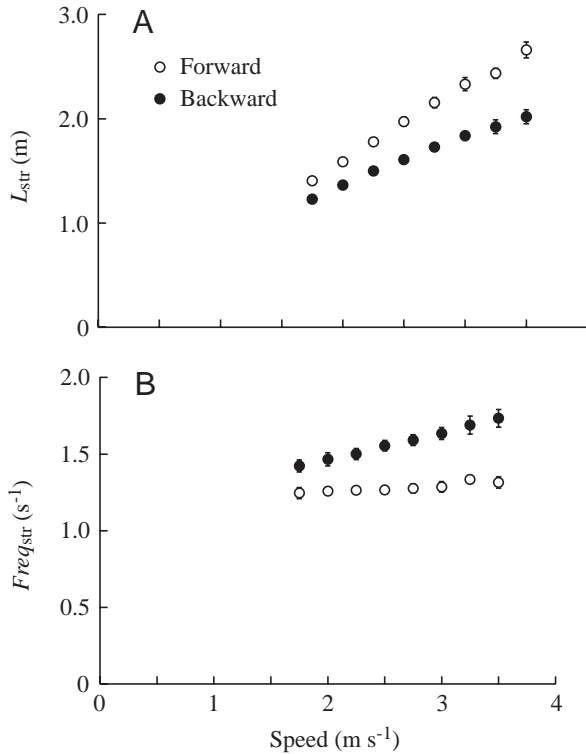 A
3.0
Forward
Backward
2.0
L_str (m)
1.0
0
B
2.0
1.5
Freq_str (s⁻¹)
1.0
0.5
0
0 1 2 3 4
Speed (m s⁻¹)